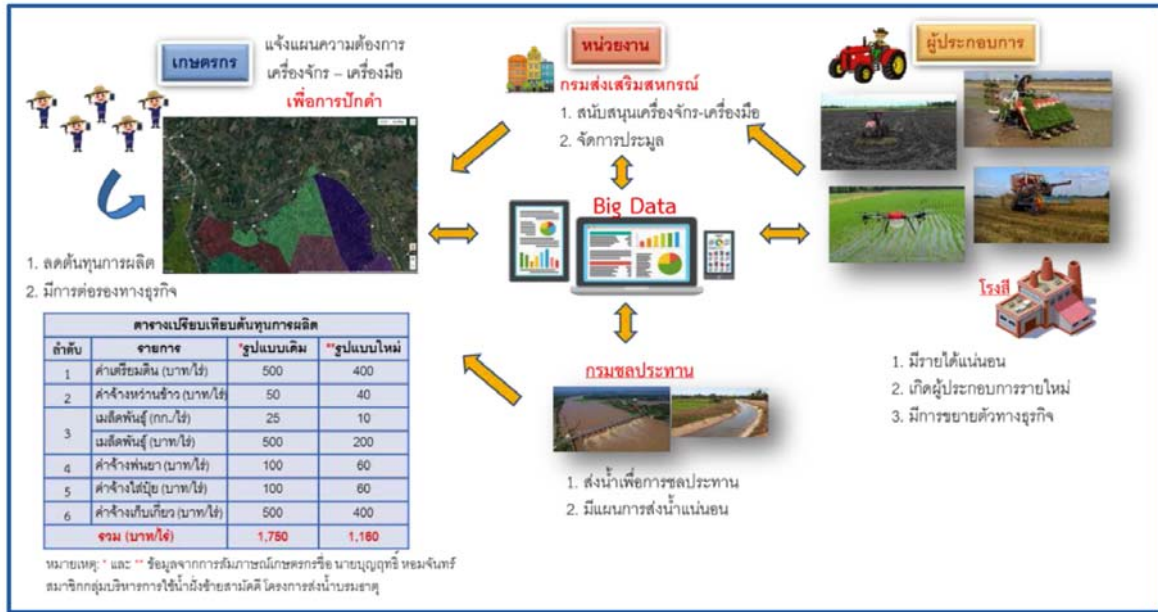 เกษตรกร
แจ้งแผนความต้องการ
เครื่องจักร – เครื่องมือ
เพื่อการปักดำ
1. ลดต้นทุนการผลิต
2. มีการต่อรองทางธุรกิจ
หน่วยงาน
กรมส่งเสริมสหกรณ์
1. สนับสนุนเครื่องจักร-เครื่องมือ
2. จัดการประมูล
Big Data
ผู้ประกอบการ
โรงสี
1. มีรายได้แน่นอน
2. เกิดผู้ประกอบการรายใหม่
3. มีการขยายตัวทางธุรกิจ
กรมชลประทาน
1. ส่งน้ำเพื่อการชลประทาน
2. มีแผนการส่งน้ำแน่นอน
ตารางเปรียบเทียบต้นทุนการผลิต
ลำดับ รายการ *รูปแบบเดิม **รูปแบบใหม่
1 ค่าเตรียมดิน (บาท/ไร่) 500 400
2 ค่าจ้างหว่านข้าว (บาท/ไร่) 50 40
3 เมล็ดพันธุ์ (กก./ไร่) 25 10
เมล็ดพันธุ์ (บาท/ไร่) 500 200
4 ค่าจ้างพ่นยา (บาท/ไร่) 100 60
5 ค่าจ้างใส่ปุ๋ย (บาท/ไร่) 100 60
6 ค่าจ้างเก็บเกี่ยว (บาท/ไร่) 500 400
รวม (บาท/ไร่) 1,750 1,160
หมายเหตุ: * และ ** ข้อมูลจากการสัมภาษณ์เกษตรกรชื่อ นายบุญฤทธิ์ หอมจันทร์
สมาชิกกลุ่มบริหารการใช้น้ำฝั่งซ้ายสามัคคี โครงการส่งน้ำบรมธาตุ